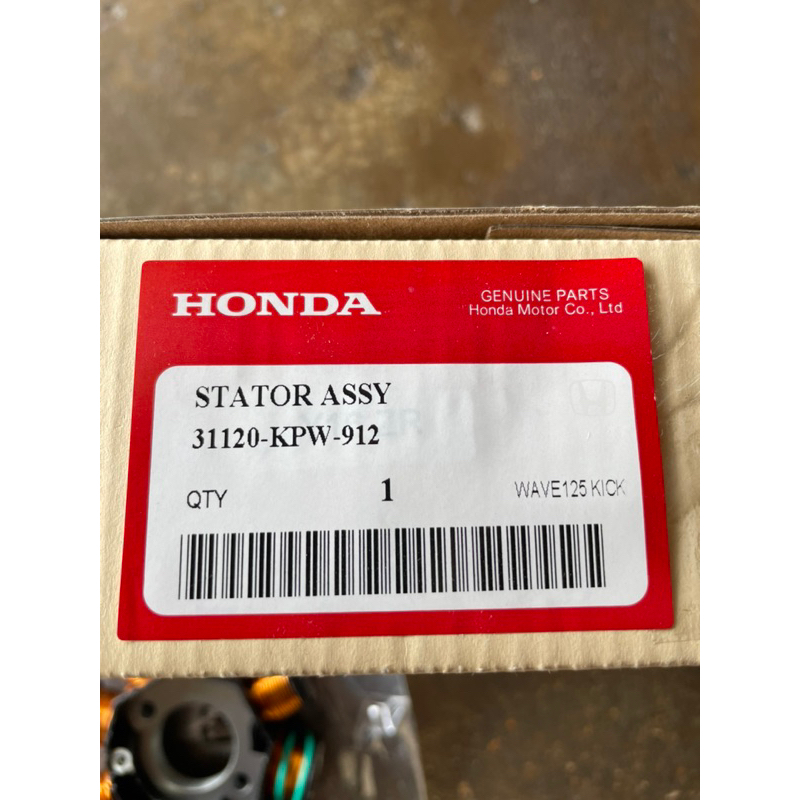 HONDA
GENUINE PARTS
Honda Motor Co., Ltd
STATOR ASSY
31120-KPW-912
QTY 1 WAVE125 KICK